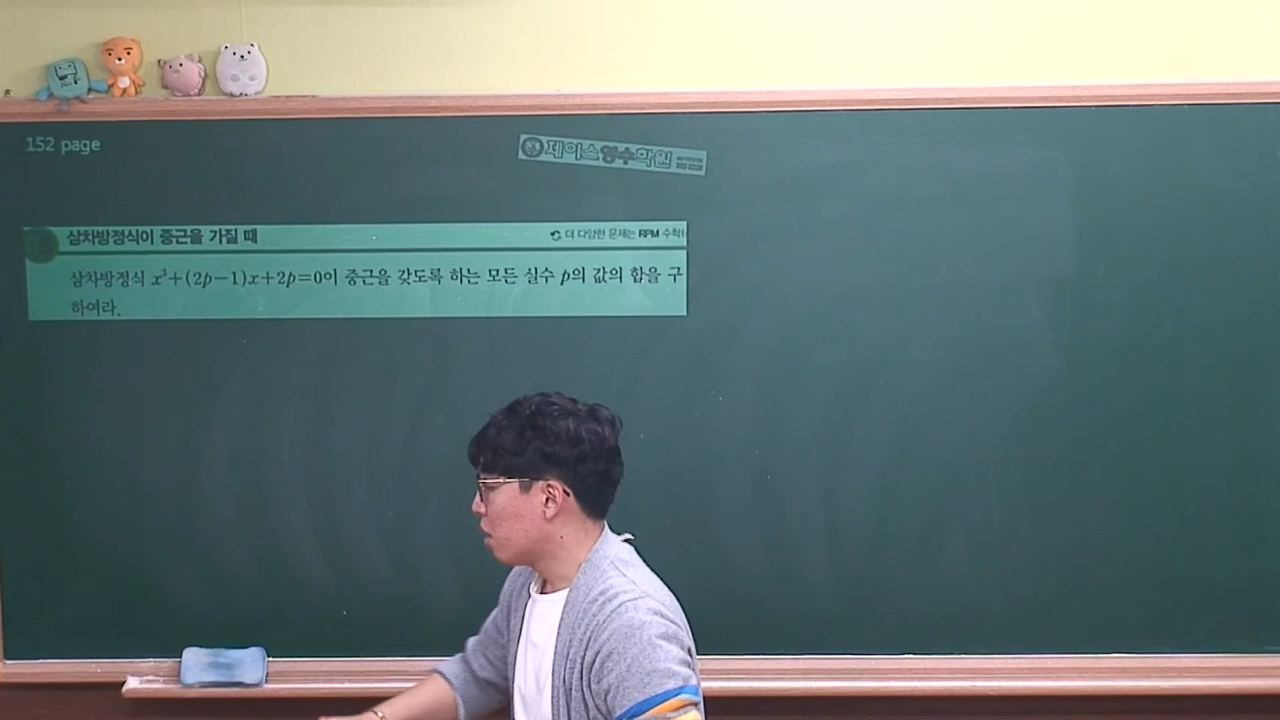 152 page
제이스영수학원
삼차방정식이 중근을 가질 때
더 다양한 문제는 RPM 수학
삼차방정식 x³+(2p−1)x+2p=0이 중근을 갖도록 하는 모든 실수 p의 값의 합을 구
하여라.